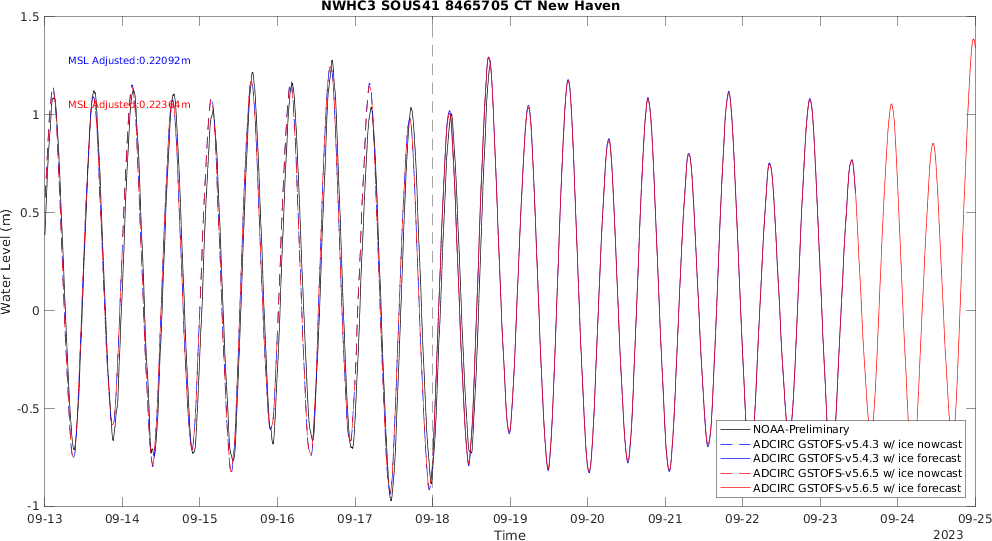 NWHC3 SOUS41 8465705 CT New Haven
1.5
MSL Adjusted:0.22092m
MSL Adjusted:0.22364m
1
0.5
Water Level (m)
0
-0.5
NOAA-Preliminary
ADCIRC GSTOFS-v5.4.3 w/ ice nowcast
ADCIRC GSTOFS-v5.4.3 w/ ice forecast
ADCIRC GSTOFS-v5.6.5 w/ ice nowcast
ADCIRC GSTOFS-v5.6.5 w/ ice forecast
-1
09-13 09-14 09-15 09-16 09-17 09-18 09-19 09-20 09-21 09-22 09-23 09-24 09-25
Time
2023